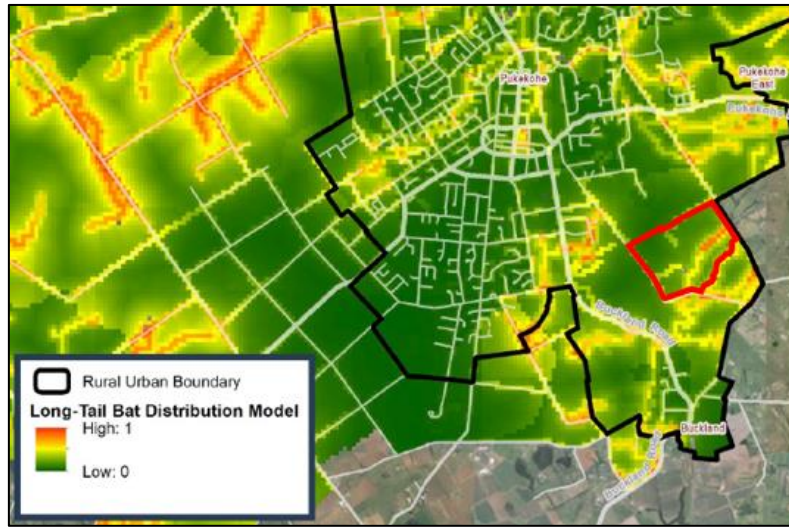 Pukekohe
Pukekohe
East
Pukekohe
Buckland Road
Buckland
Buckland Road
Rural Urban Boundary
Long-Tail Bat Distribution Model
High: 1
Low: 0